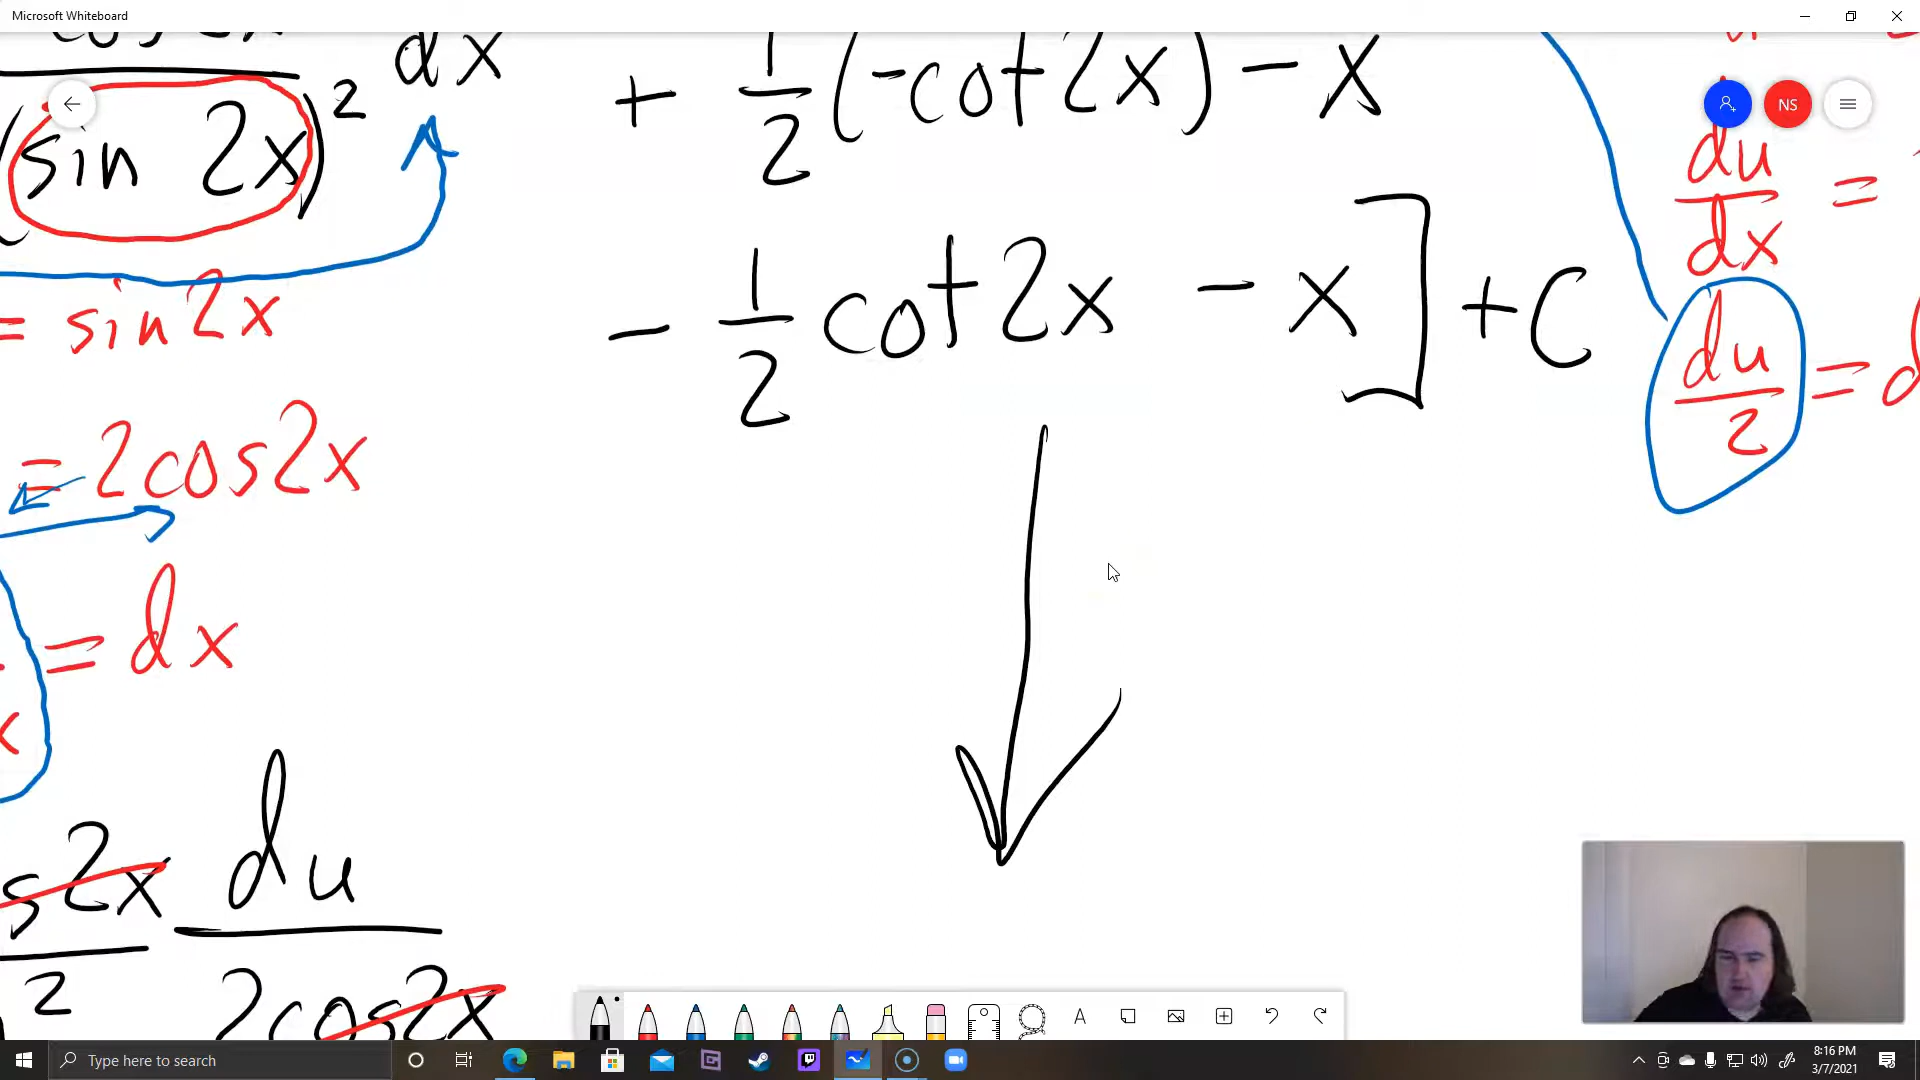 Microsoft Whiteboard
dx
(sin 2x)²
= sin2x
= 2cos2x
= dx
x
s2x du
2 2cos2x
+ 1/2 (-cot2x) - x
- 1/2 cot2x - x] + C
NS
du/dx =
du/2 = d
A
Type here to search
8:16 PM
3/7/2021